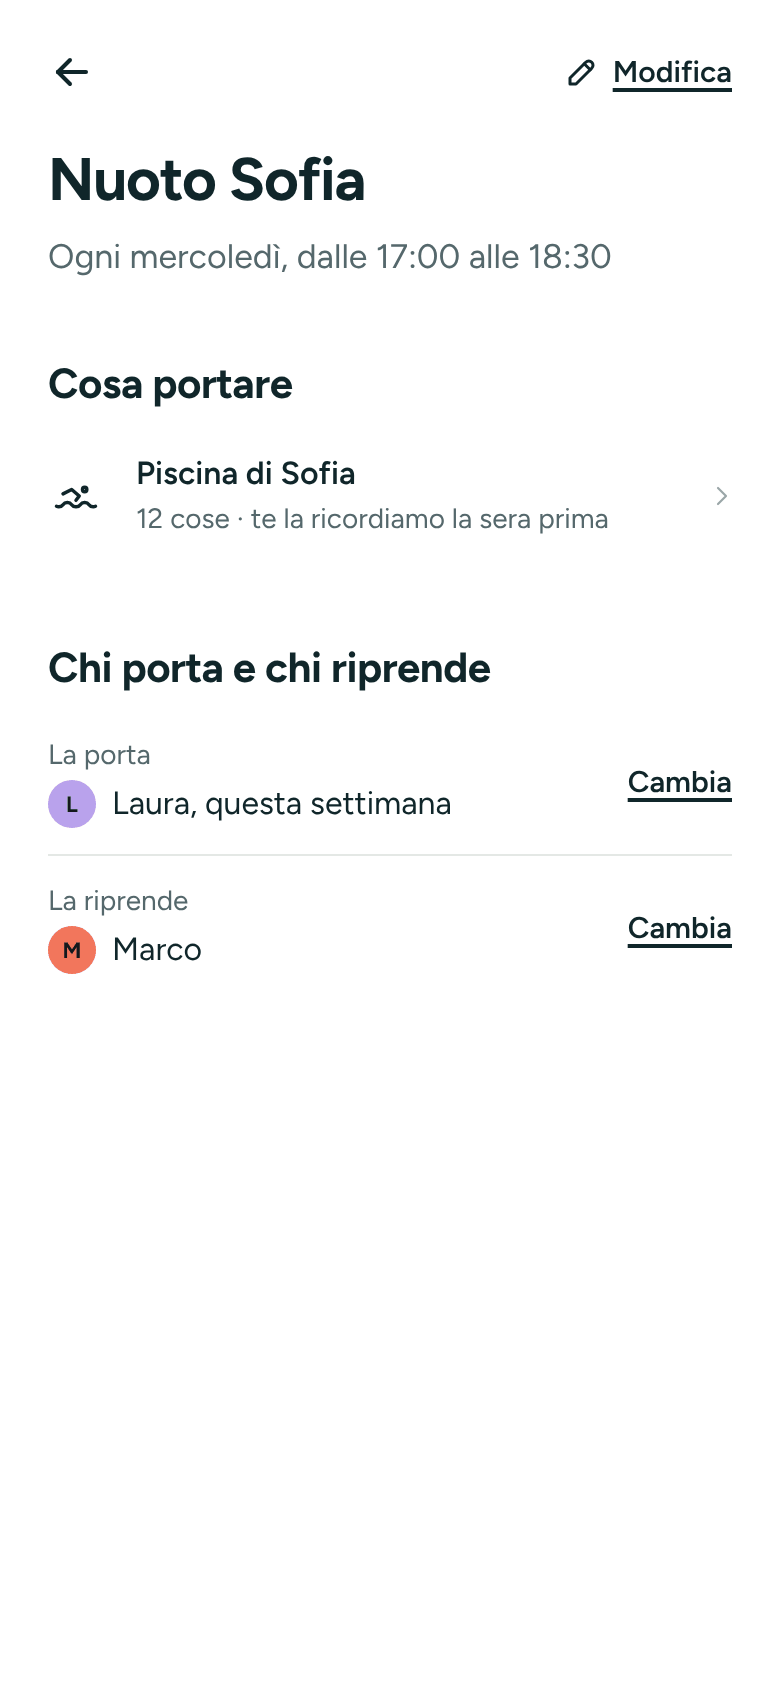 Modifica
Nuoto Sofia
Ogni mercoledì, dalle 17:00 alle 18:30
Cosa portare
Piscina di Sofia
12 cose · te la ricordiamo la sera prima
Chi porta e chi riprende
La porta
L Laura, questa settimana
Cambia
La riprende
M Marco
Cambia